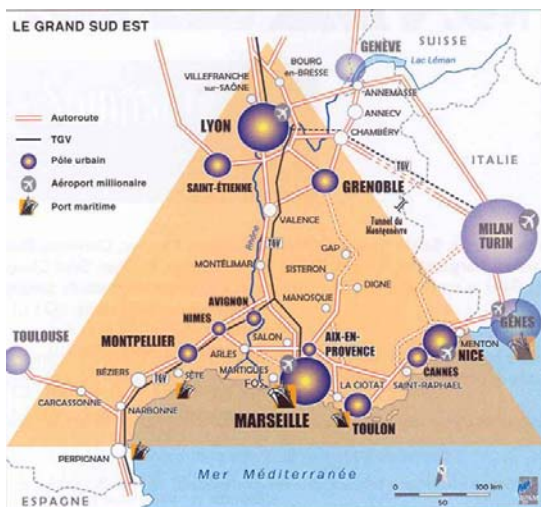 LE GRAND SUD EST
Autoroute
TGV
Pôle urbain
Aéroport millionaire
Port maritime
GENÈVE
SUISSE
Lac Léman
BOURG
en-BRESSE
VILLEFRANCHE
sur-SAÔNE
ANNEMASSE
ANNECY
LYON
CHAMBÉRY
TGV
ITALIE
SAINT-ÉTIENNE
GRENOBLE
MILAN
TURIN
VALENCE
Tunnel du
Montgenèvre
Rhône
TGV
GAP
MONTÉLIMAR
SISTERON
DIGNE
MANOSQUE
AVIGNON
GÊNES
TOULOUSE
NIMES
MONTPELLIER
SALON
AIX-EN-
PROVENCE
MENTON
NICE
ARLES
CANNES
BÉZIERS
TGV
SÈTE
MARTIGUES
FOS
LA CIOTAT
SAINT-RAPHAEL
CARCASSONNE
NARBONNE
MARSEILLE
TOULON
PERPIGNAN
Mer Méditerranée
0
50
100 km
ESPAGNE